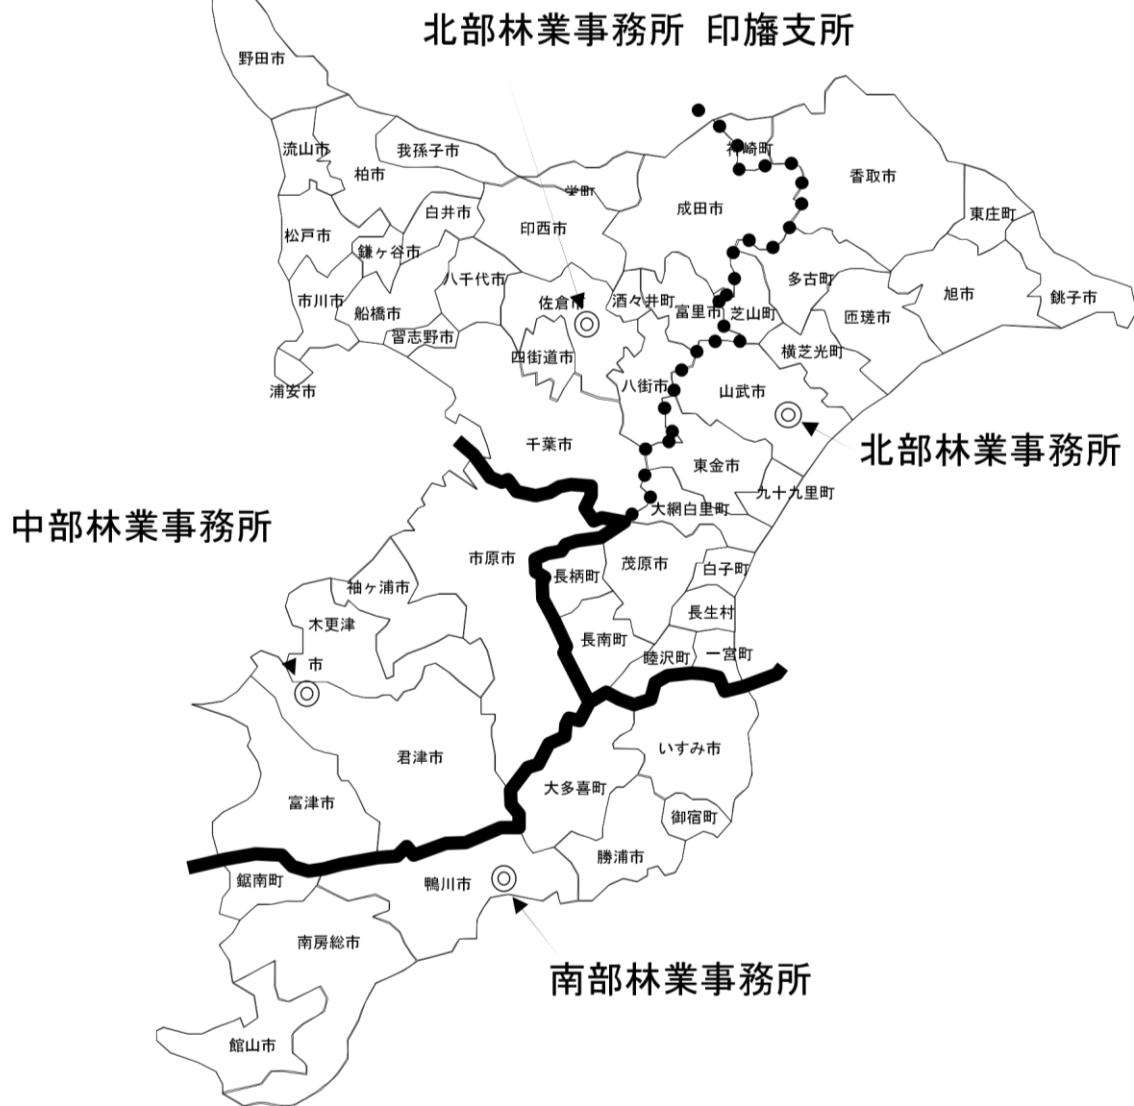 北部林業事務所 印旛支所
野田市
流山市
我孫子市
柏市
神崎町
香取市
栄町
成田市
白井市
印西市
東庄町
松戸市
鎌ヶ谷市
八千代市
多古町
旭市
銚子市
市川市
船橋市
佐倉市
酒々井町
富里市
芝山町
匝瑳市
習志野市
四街道市
横芝光町
浦安市
八街市
山武市
千葉市
北部林業事務所
東金市
九十九里町
大網白里町
中部林業事務所
市原市
茂原市
白子町
長柄町
袖ヶ浦市
長生村
木更津
市
長南町
睦沢町
一宮町
君津市
いすみ市
大多喜町
富津市
御宿町
勝浦市
鋸南町
鴨川市
南房総市
南部林業事務所
館山市